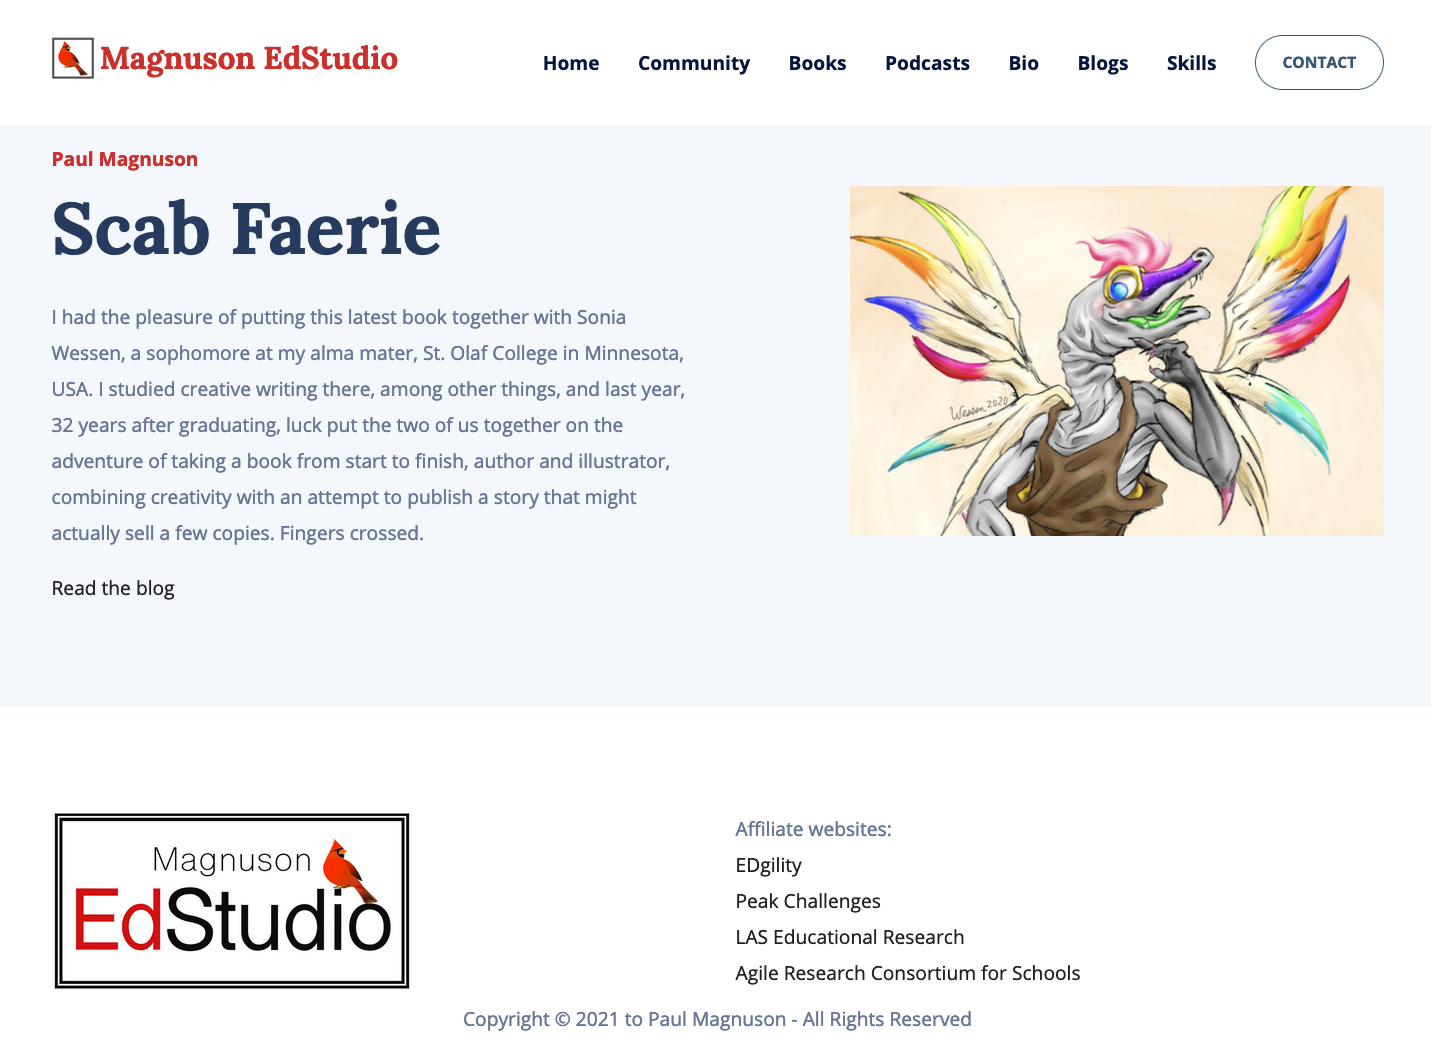 Magnuson EdStudio
Home Community Books Podcasts Bio Blogs Skills CONTACT
Paul Magnuson
Scab Faerie
I had the pleasure of putting this latest book together with Sonia
Wessen, a sophomore at my alma mater, St. Olaf College in Minnesota,
USA. I studied creative writing there, among other things, and last year,
32 years after graduating, luck put the two of us together on the
adventure of taking a book from start to finish, author and illustrator,
combining creativity with an attempt to publish a story that might
actually sell a few copies. Fingers crossed.
Read the blog
Wessen 2020
Magnuson
EdStudio
Affiliate websites:
EDgility
Peak Challenges
LAS Educational Research
Agile Research Consortium for Schools
Copyright © 2021 to Paul Magnuson - All Rights Reserved